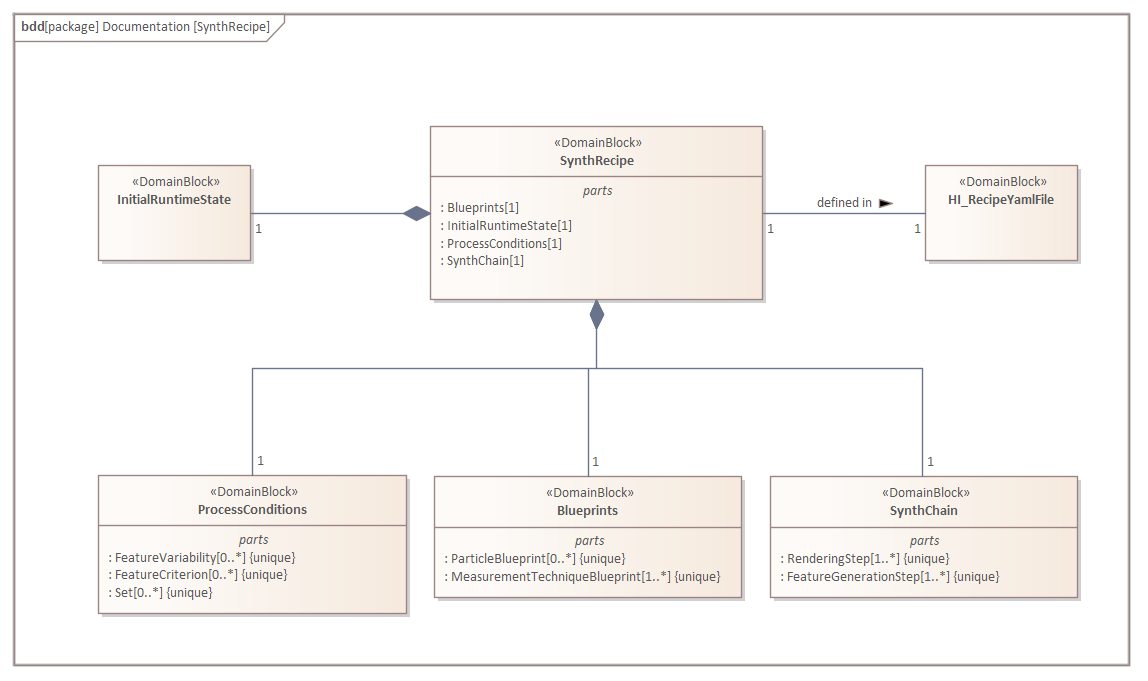 bdd[package] Documentation [SynthRecipe]
«DomainBlock»
SynthRecipe
parts
: Blueprints[1]
: InitialRuntimeState[1]
: ProcessConditions[1]
: SynthChain[1]
«DomainBlock»
InitialRuntimeState
1
defined in
1
1
«DomainBlock»
HI_RecipeYamlFile
1
1
1
«DomainBlock»
ProcessConditions
parts
: FeatureVariability[0..*] {unique}
: FeatureCriterion[0..*] {unique}
: Set[0..*] {unique}
«DomainBlock»
Blueprints
parts
: ParticleBlueprint[0..*] {unique}
: MeasurementTechniqueBlueprint[1..*] {unique}
«DomainBlock»
SynthChain
parts
: RenderingStep[1..*] {unique}
: FeatureGenerationStep[1..*] {unique}